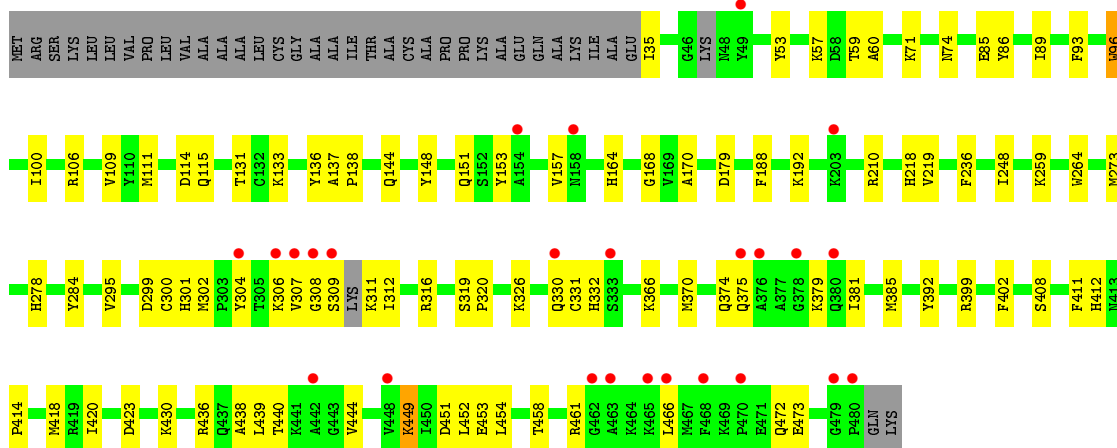 MET ARG SER LYS LEU LEU VAL PRO LEU VAL ALA ALA ALA ALA LEU CYS GLY ALA ALA ILE THR ALA CYS ALA PRO PRO LYS ALA GLU GLN ALA LYS ILE ALA GLU I35 G46 LYS N48 Y49 Y53 K57 D58 T59 A60 K71 N74 E85 Y86 I89 F93 W96
I100 R106 V109 Y110 M111 D114 Q115 T131 C132 K133 Y136 A137 P138 Q144 Y148 Q151 S152 Y153 A154 V157 N158 H164 G168 V169 A170 D179 F188 K192 K203 R210 H218 V219 F236 I248 K259 W264 M273
H278 Y284 V295 D299 C300 H301 M302 P303 Y304 T305 K306 V307 G308 S309 LYS K311 I312 R316 S319 P320 K326 Q330 C331 H332 S333 K366 M370 Q374 Q375 A376 A377 G378 K379 Q380 I381 M385 Y392 R399 F402 S408 F411 H412 N413
P414 M418 R419 I420 D423 K430 R436 Q437 A438 L439 T440 K441 A442 G443 V444 V448 K449 I450 D451 L452 E453 L454 T458 R461 G462 A463 K464 K465 L466 M467 F468 K469 P470 E471 Q472 E473 G479 P480 GLN LYS